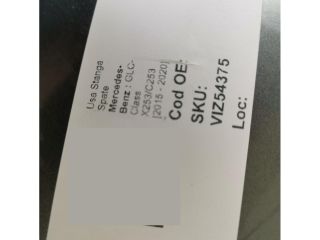 Usa Stanga
Spate
Mercedes-
Benz : GLC-
Class
X253/C253
[2015 - 2020]
Cod OE:
SKU:
VIZ54375
Loc: